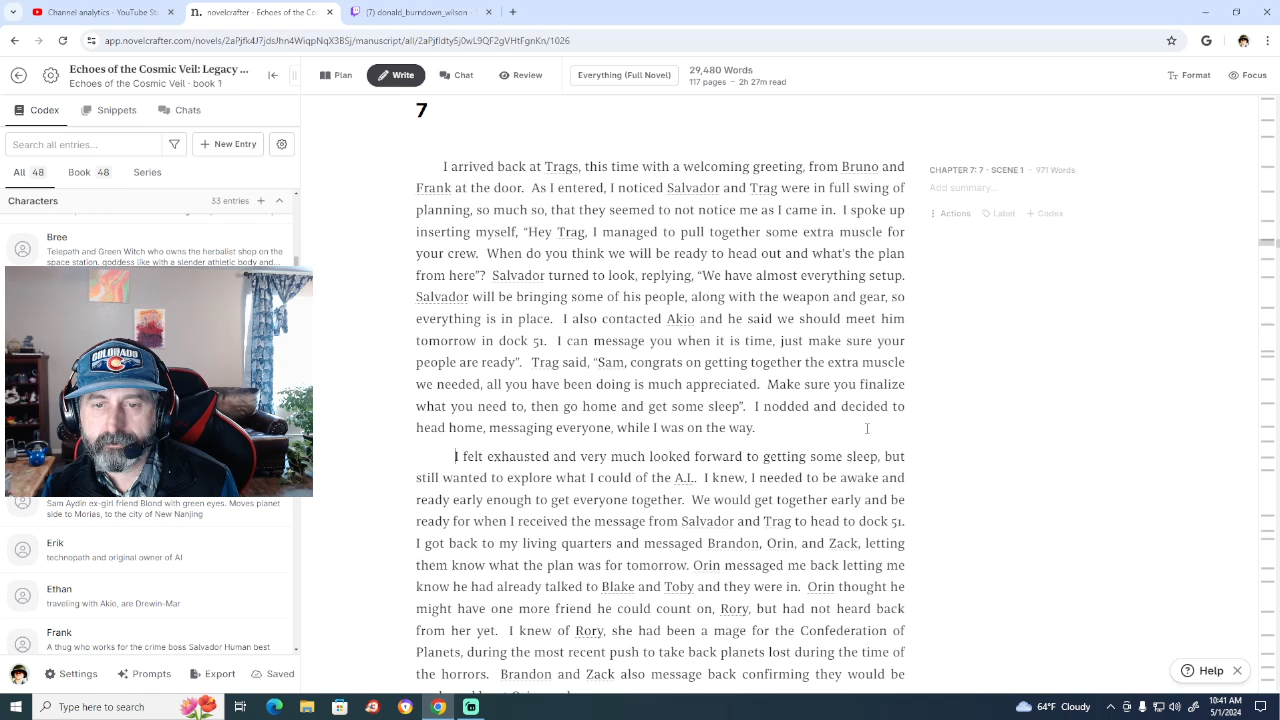 Canadian Judge's
Echoes of the Cosmic Veil:
n.
(20) djlunchbox77 - Twitch
app.novelcrafter.com/write/2fKdJ4hnhdYWqNqX3BSj/manuscript/all/2aPjfy5j0wL9QF2gVHtFgnKn/1026
Echoes of the Cosmic Veil: Legacy ...
Echoes of the Cosmic Veil · book 1
Plan
Write
Chat
Review
Everything (Full Novel)
29,480 Words
117 pages – 2h 27m read
Format
Focus
Codex
Snippets
Chats
Search all entries...
+ New Entry
All 48
Book 48
Series
Characters
33 entries
Bree
Telepath and Green Witch who owns the herbalist shop on the
space station, goddess like with a slender athletic
Sam Aydin ex-girl friend Blond with green eyes. Moves planet
side to Morias, to the city of New Nanjing
Erik
technopath and original owner of AI
Ethan
traveling with Akio, are Drewin-Mar
Frank
A thug who works for the crime boss Salvador Human best
Settings
Prompts
Export
Saved
7
I arrived back at Trags, this time with a welcoming greeting, from Bruno and
Frank at the door. As I entered, I noticed Salvador and Trag were in full swing of
planning, so much so, that they seemed to not notice me as I came in. I spoke up
inserting myself, "Hey Trag, I managed to pull together some extra muscle for
your crew. When do you think we will be ready to head out and what's the plan
from here"? Salvador turned to look, replying, "We have almost everything setup.
Salvador will be bringing some of his people, along with the weapon and gear, so
everything is in place. I also contacted Akio and he said we should meet him
tomorrow in dock 51. I can message you when it is time, just make sure your
people are ready". Trag said, "Sam, congrats on getting together the extra muscle
we needed, all you have been doing is much appreciated. Make sure you finalize
what you need to, then go home and get some sleep". I nodded and decided to
head home, messaging everyone, while I was on the way.
I felt exhausted and very much looked forward to getting some sleep, but
still wanted to explore what I could of the A.I. I knew, I needed to be awake and
ready early enough to get everyone together. We would get together early and be
ready for when I received the message from Salvador and Trag to head to dock 51.
I got back to my living quarters and messaged Brandon, Orin, and Zack, letting
them know what the plan was for tomorrow. Orin messaged me back letting me
know he had already talked to Blake and Toby and they were in. Orin thought he
might have one more friend he could count on, Rory, but had not heard back
from her yet. I knew of Rory, she had been a mage for the Confederation of
Planets, during the most recent push to take back planets lost during the time of
the horrors. Brandon and Zack also message back confirming they would be
CHAPTER 7: 7 - SCENE 1 – 971 Words
Add summary...
Actions
Label
+ Codex
COLORADO
Help
Type here to search
64°F Cloudy
10:41 AM
5/1/2024